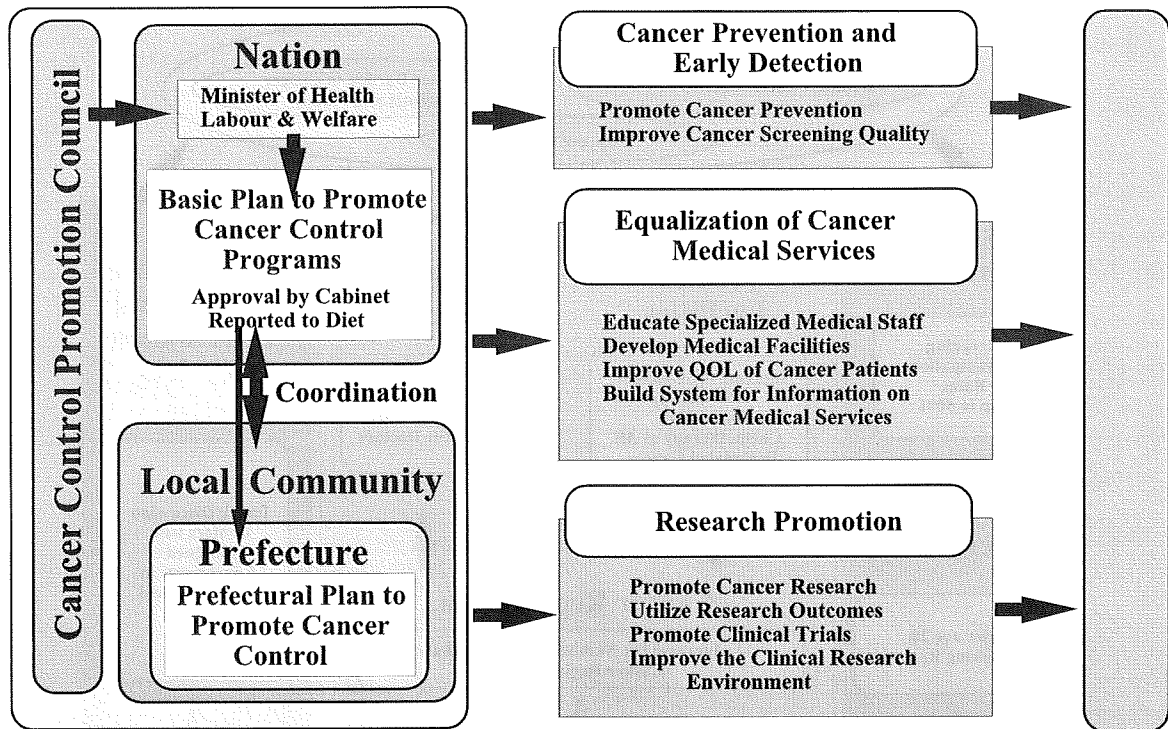 Cancer Control Promotion Council
Nation
Minister of Health
Labour & Welfare
Basic Plan to Promote
Cancer Control
Programs
Approval by Cabinet
Reported to Diet
Coordination
Local Community
Prefecture
Prefectural Plan to
Promote Cancer
Control
Cancer Prevention and
Early Detection
Promote Cancer Prevention
Improve Cancer Screening Quality
Equalization of Cancer
Medical Services
Educate Specialized Medical Staff
Develop Medical Facilities
Improve QOL of Cancer Patients
Build System for Information on
Cancer Medical Services
Research Promotion
Promote Cancer Research
Utilize Research Outcomes
Promote Clinical Trials
Improve the Clinical Research
Environment